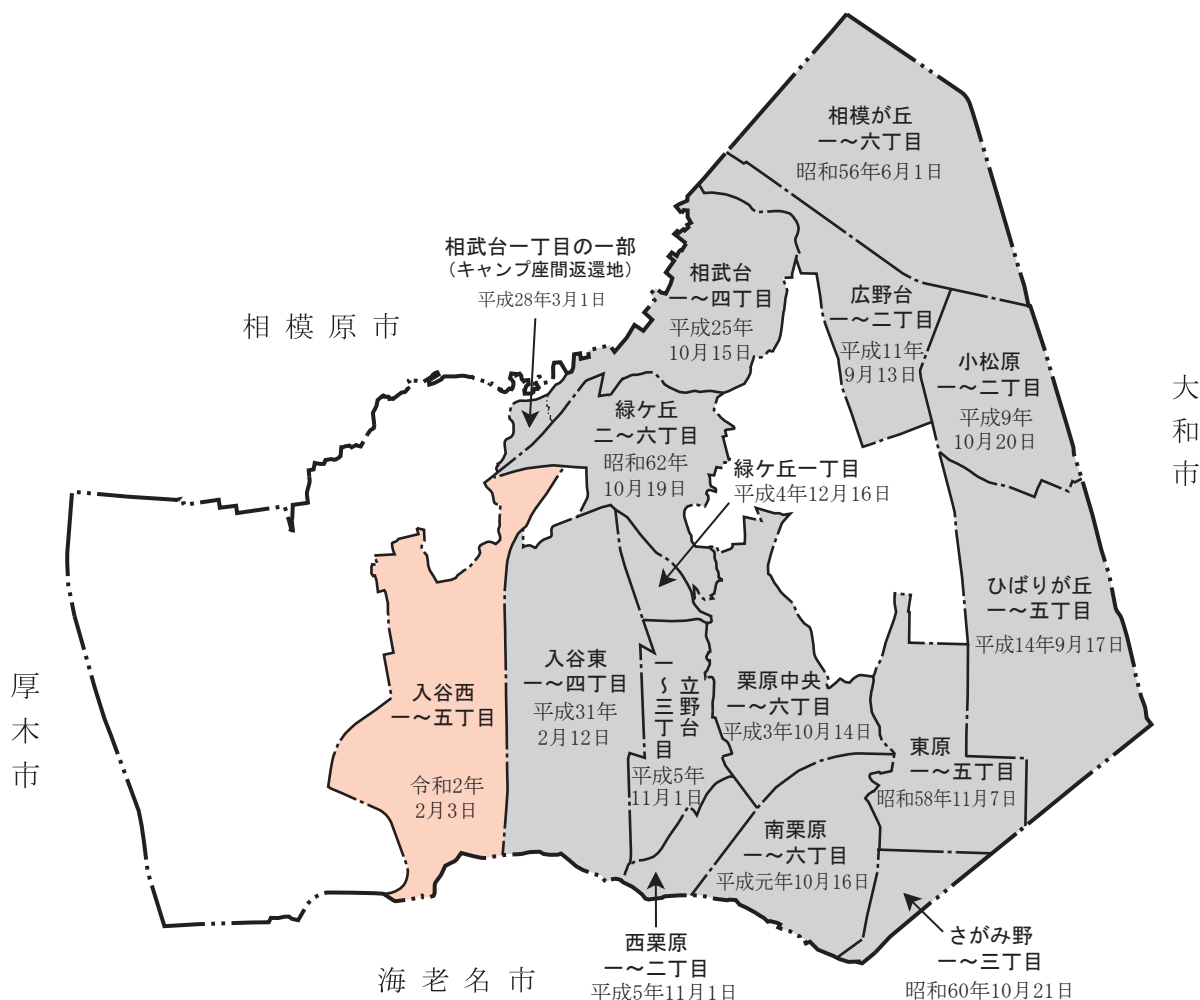 相模が丘
一～六丁目
昭和56年6月1日
相武台一丁目の一部
（キャンプ座間返還地）
平成28年3月1日
相武台
一～四丁目
平成25年
10月15日
広野台
一～二丁目
平成11年
9月13日
相模原市
小松原
一～二丁目
平成9年
10月20日
大和市
緑ケ丘
二～六丁目
昭和62年
10月19日
緑ケ丘一丁目
平成4年12月16日
ひばりが丘
一～五丁目
平成14年9月17日
厚木市
入谷西
一～五丁目
令和2年
2月3日
入谷東
一～四丁目
平成31年
2月12日
立野台
一～三丁目
平成5年
11月1日
栗原中央
一～六丁目
平成3年10月14日
東原
一～五丁目
昭和58年11月7日
南栗原
一～六丁目
平成元年10月16日
西栗原
一～二丁目
平成5年11月1日
さがみ野
一～三丁目
昭和60年10月21日
海老名市